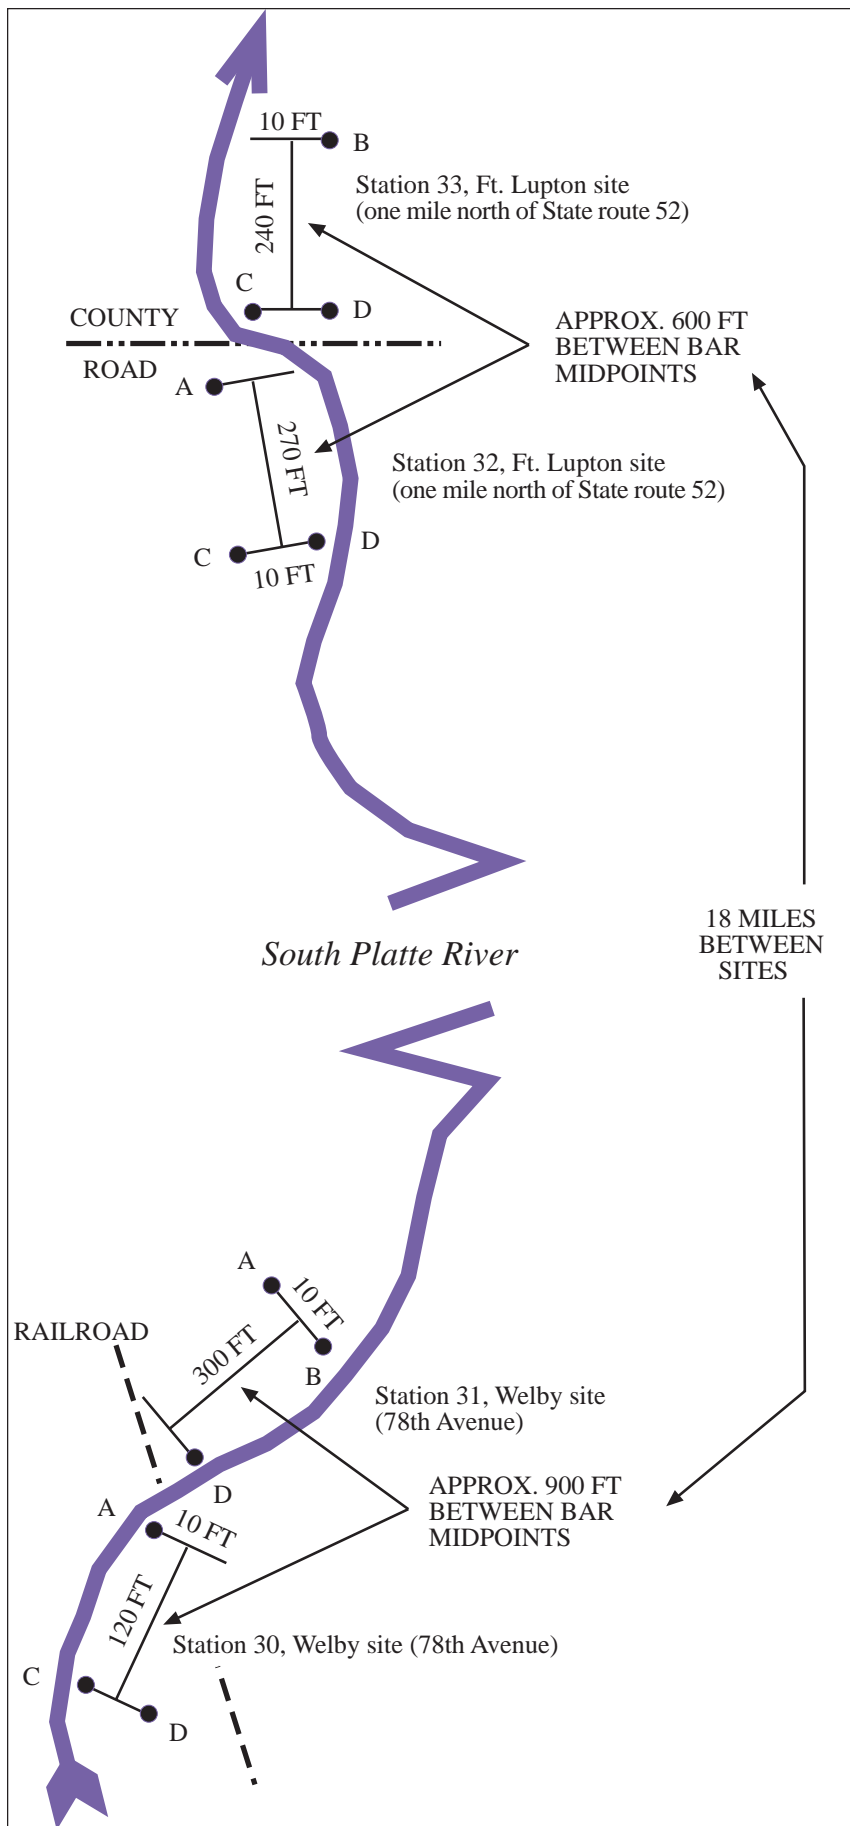 10 FT
B
Station 33, Ft. Lupton site
(one mile north of State route 52)
240 FT
C
D
COUNTY
ROAD
APPROX. 600 FT
BETWEEN BAR
MIDPOINTS
A
270 FT
Station 32, Ft. Lupton site
(one mile north of State route 52)
C
D
10 FT
18 MILES
BETWEEN
SITES
South Platte River
A
10 FT
RAILROAD
300 FT
B
Station 31, Welby site
(78th Avenue)
D
APPROX. 900 FT
BETWEEN BAR
MIDPOINTS
A
10 FT
120 FT
Station 30, Welby site (78th Avenue)
C
D